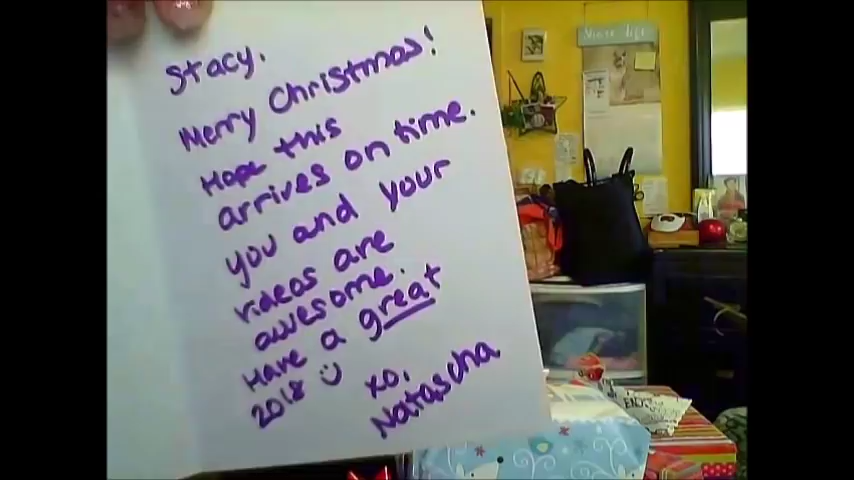 Stacy,
Merry Christmas!
Hope this
arrives on time.
you and your
videos are
awesome.
Have a great
2018
xo,
Natascha